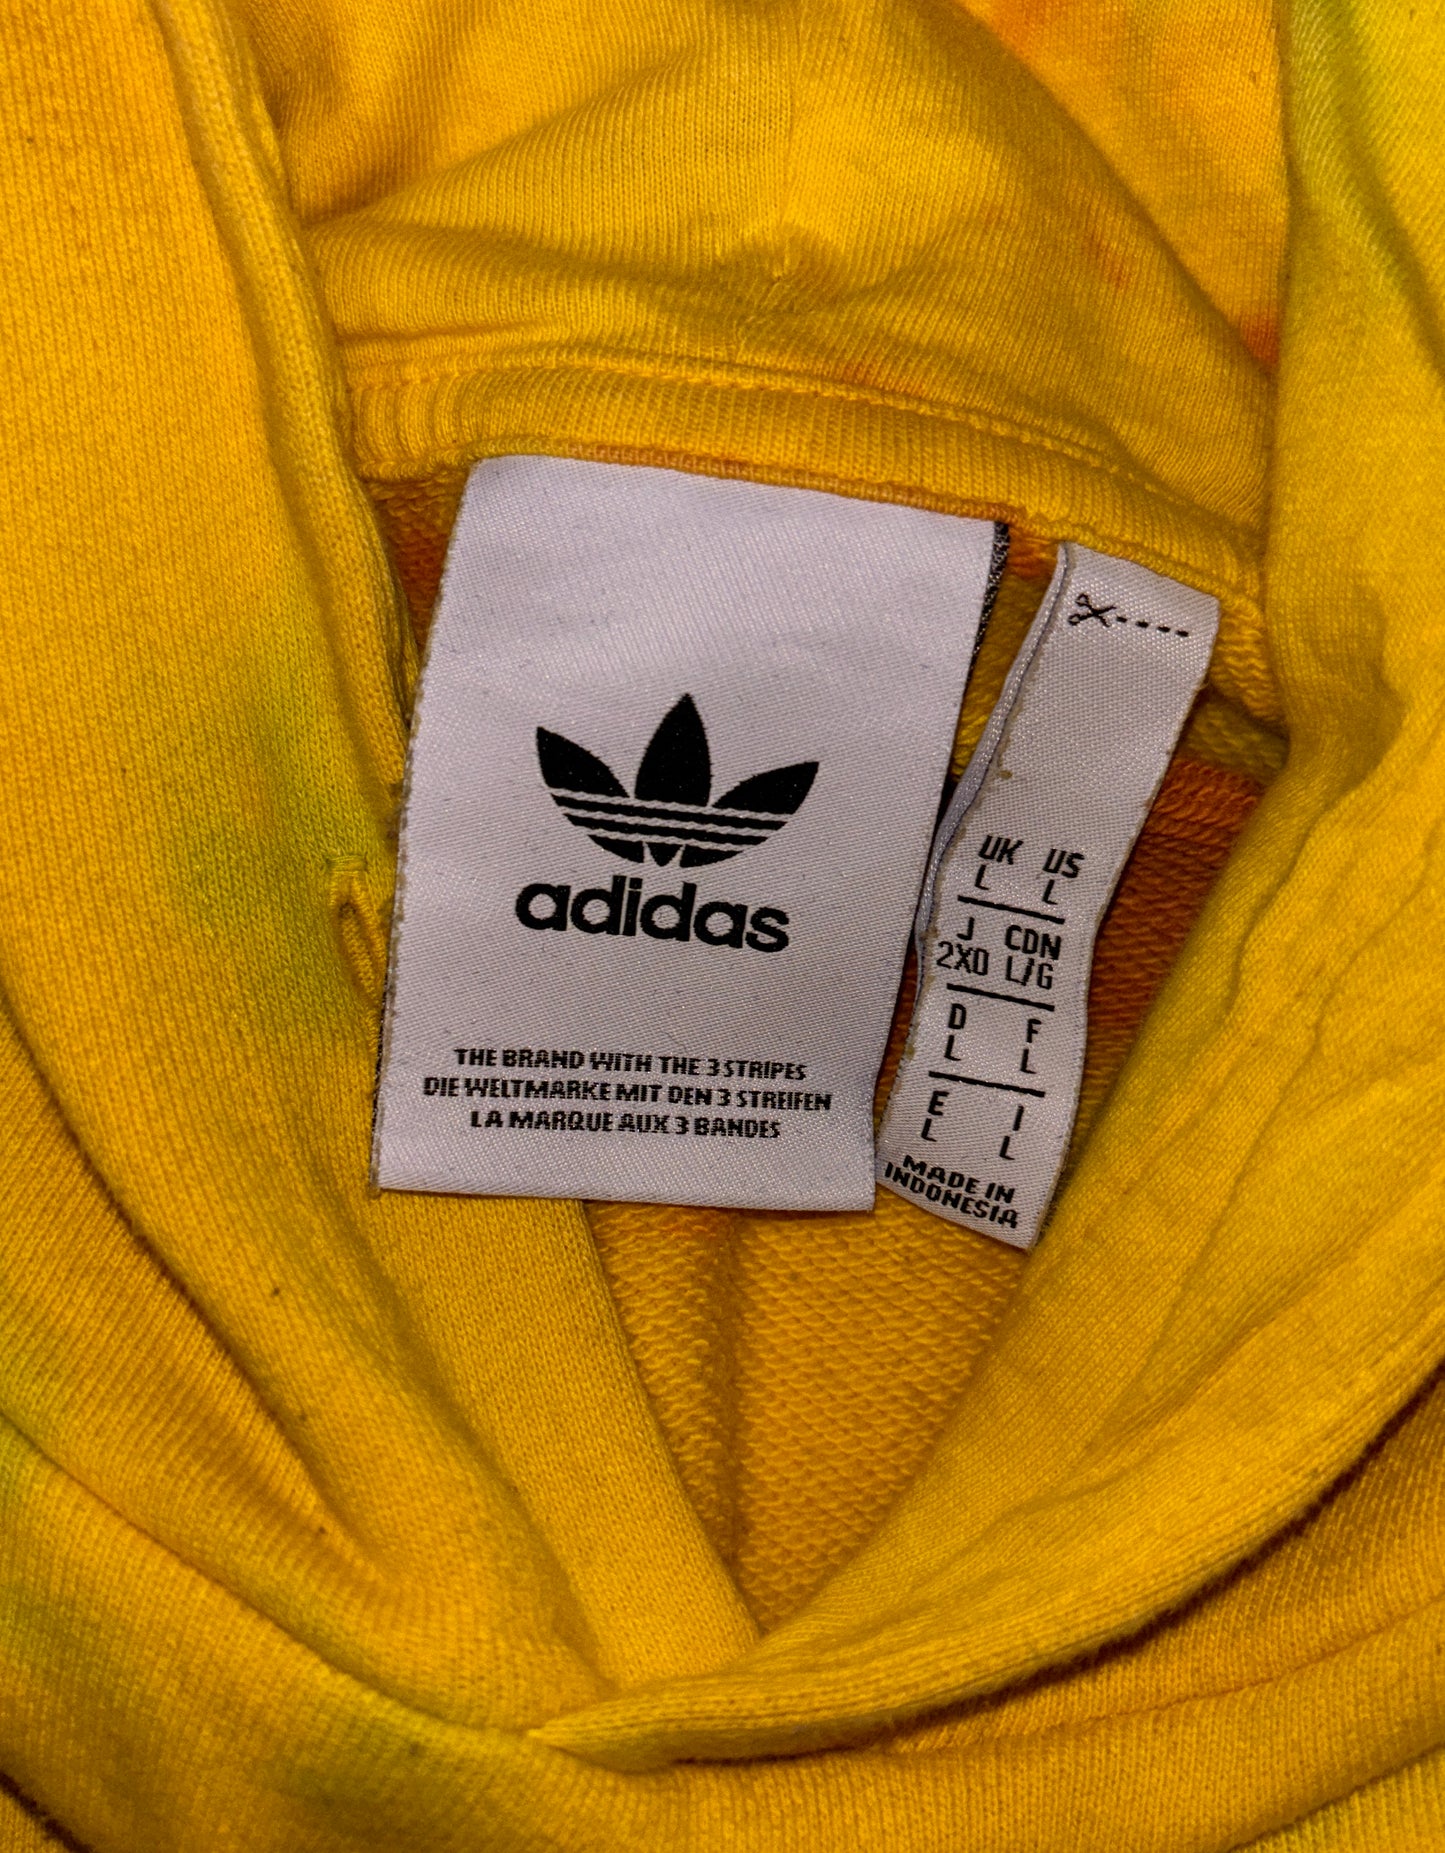 adidas
THE BRAND WITH THE 3 STRIPES
DIE WELTMARKE MIT DEN 3 STREIFEN
LA MARQUE AUX 3 BANDES
UK US
L L
J CDN
2XO L/G
D F
L L
E I
L L
MADE IN
INDONESIA